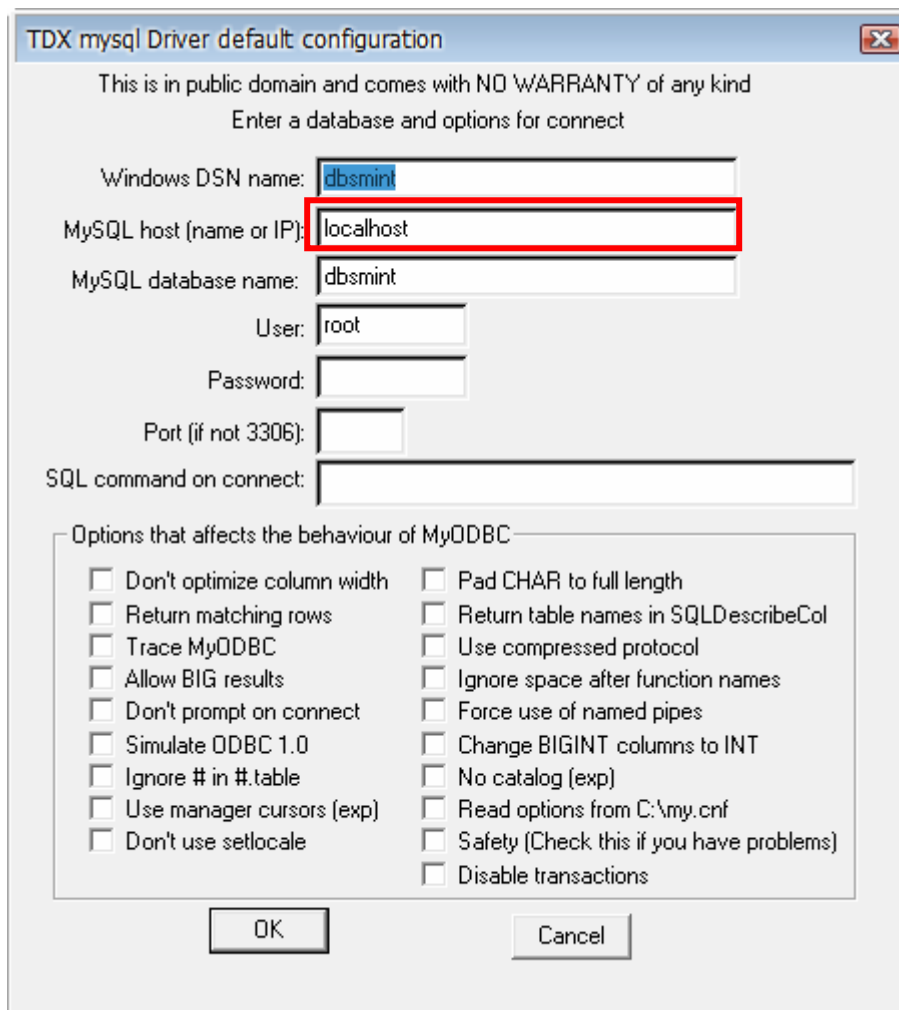 TDX mysql Driver default configuration
This is in public domain and comes with NO WARRANTY of any kind
Enter a database and options for connect
Windows DSN name: dbsmint
MySQL host (name or IP): localhost
MySQL database name: dbsmint
User: root
Password:
Port (if not 3306):
SQL command on connect:
Options that affects the behaviour of MyODBC
Don't optimize column width
Return matching rows
Trace MyODBC
Allow BIG results
Don't prompt on connect
Simulate ODBC 1.0
Ignore # in #.table
Use manager cursors (exp)
Don't use setlocale
Pad CHAR to full length
Return table names in SQLDescribeCol
Use compressed protocol
Ignore space after function names
Force use of named pipes
Change BIGINT columns to INT
No catalog (exp)
Read options from C:\my.cnf
Safety (Check this if you have problems)
Disable transactions
OK
Cancel